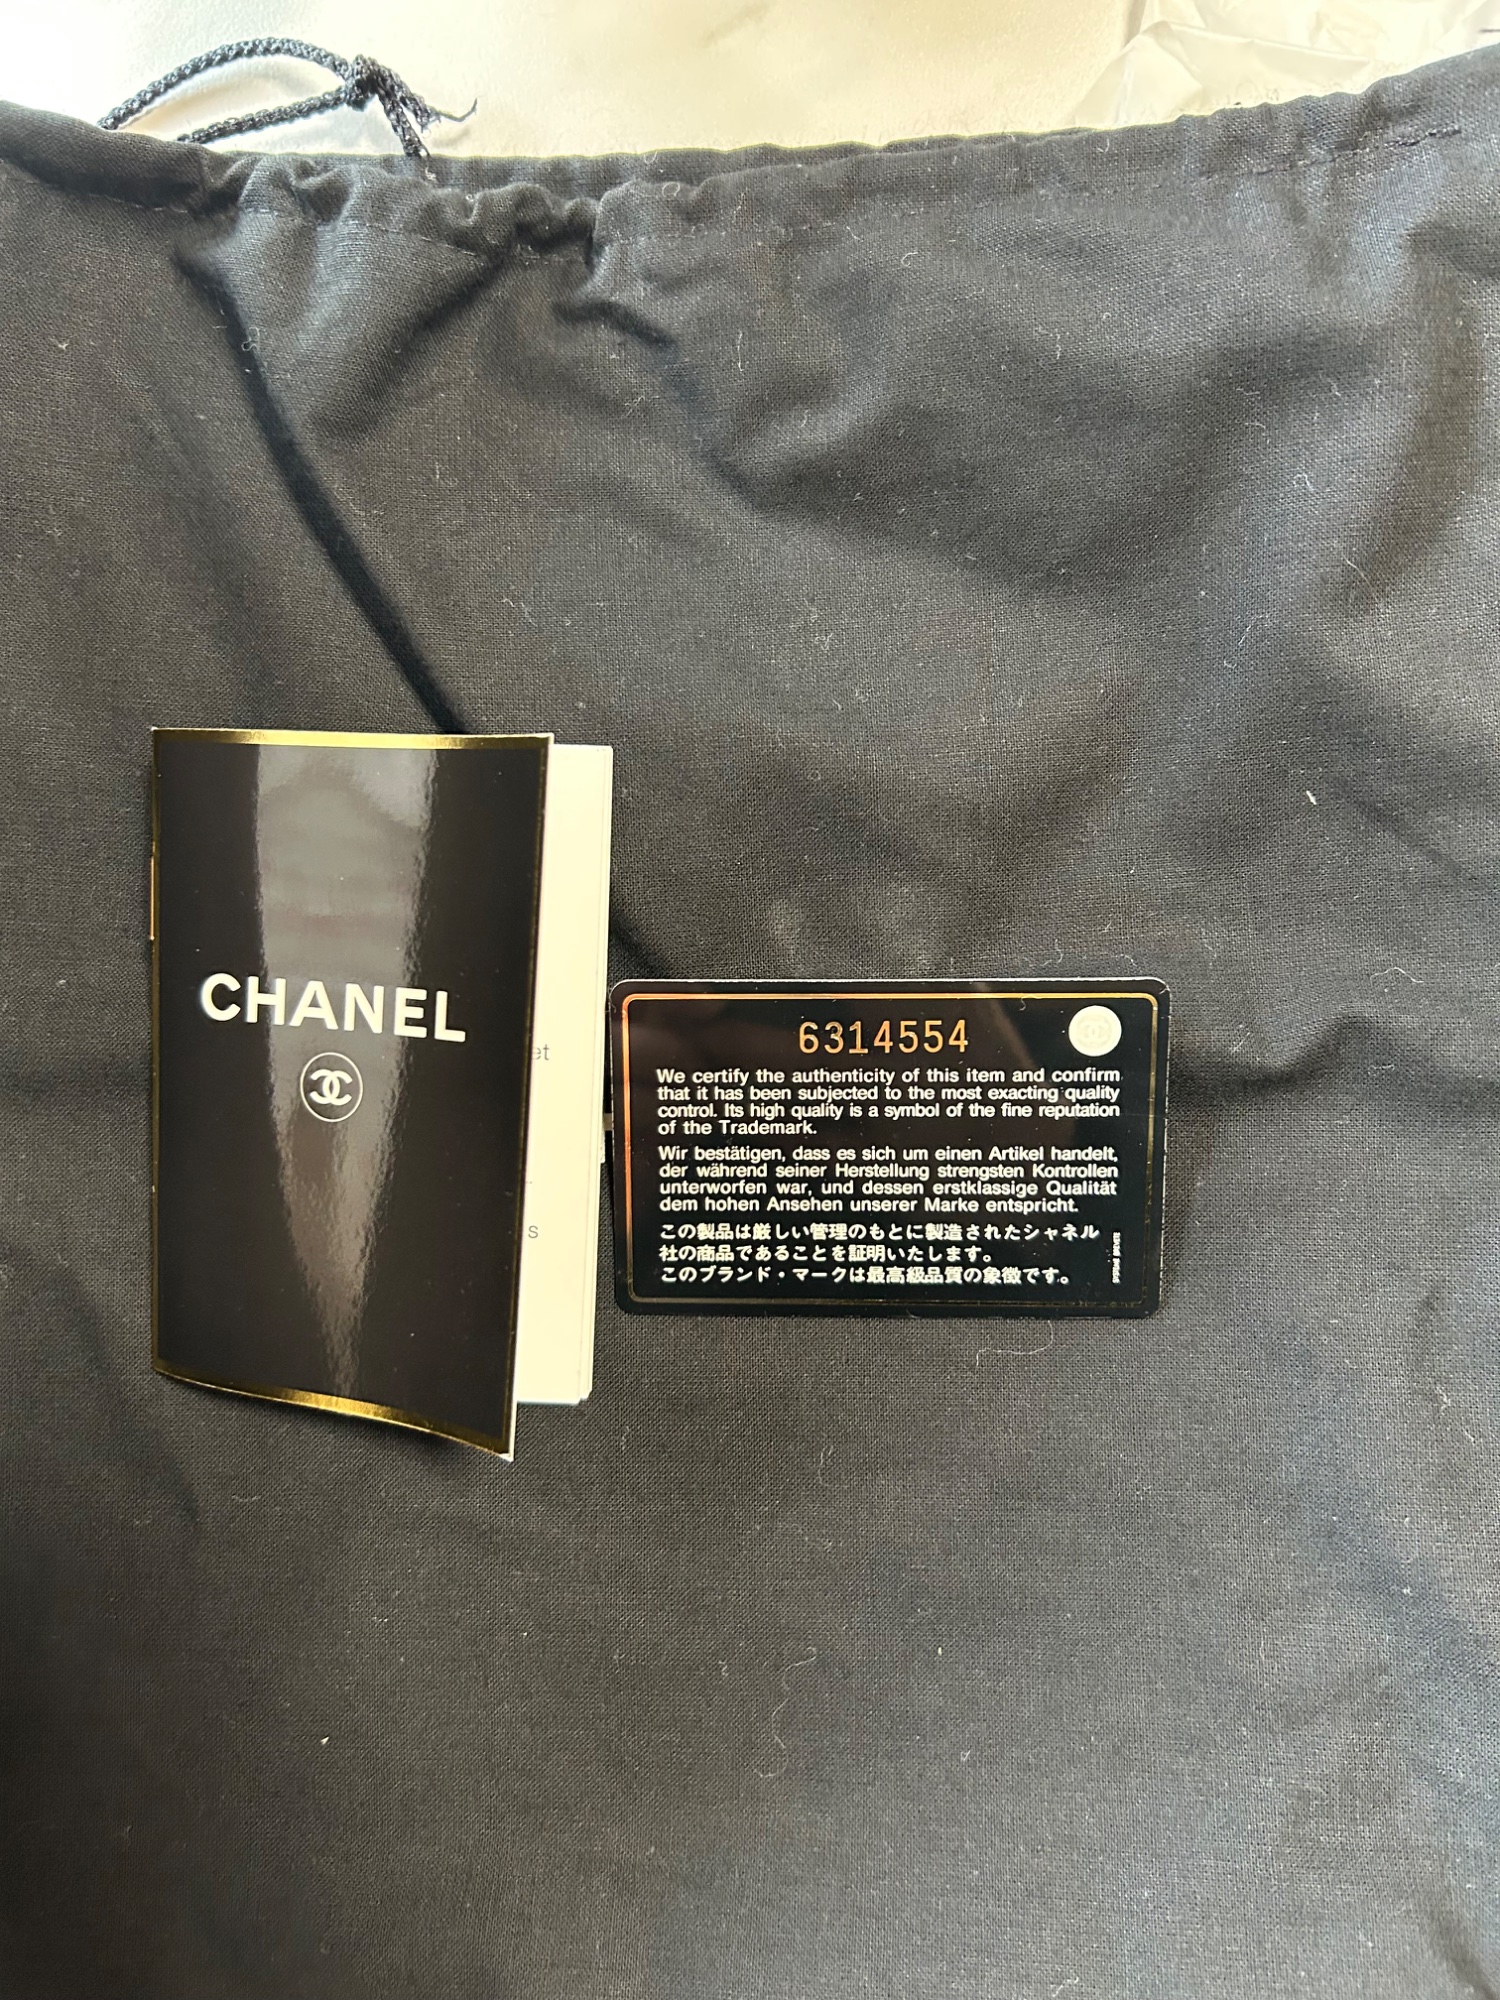 CHANEL
et
s
6314554
We certify the authenticity of this item and confirm
that it has been subjected to the most exacting quality
control. Its high quality is a symbol of the fine reputation
of the Trademark.
Wir bestätigen, dass es sich um einen Artikel handelt,
der während seiner Herstellung strengsten Kontrollen
unterworfen war, und dessen erstklassige Qualität
dem hohen Ansehen unserer Marke entspricht.
この製品は厳しい管理のもとに製造されたシャネル
社の商品であることを証明いたします。
このブランド・マークは最高級品質の象徴です。